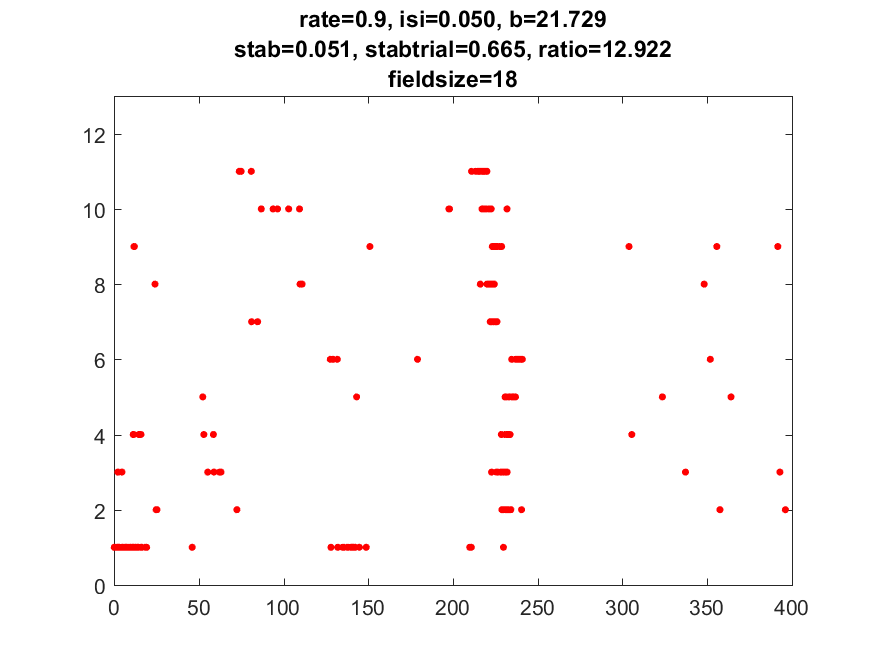 rate=0.9, isi=0.050, b=21.729
stab=0.051, stabtrial=0.665, ratio=12.922
fieldsize=18
12
10
8
6
4
2
0
0 50 100 150 200 250 300 350 400